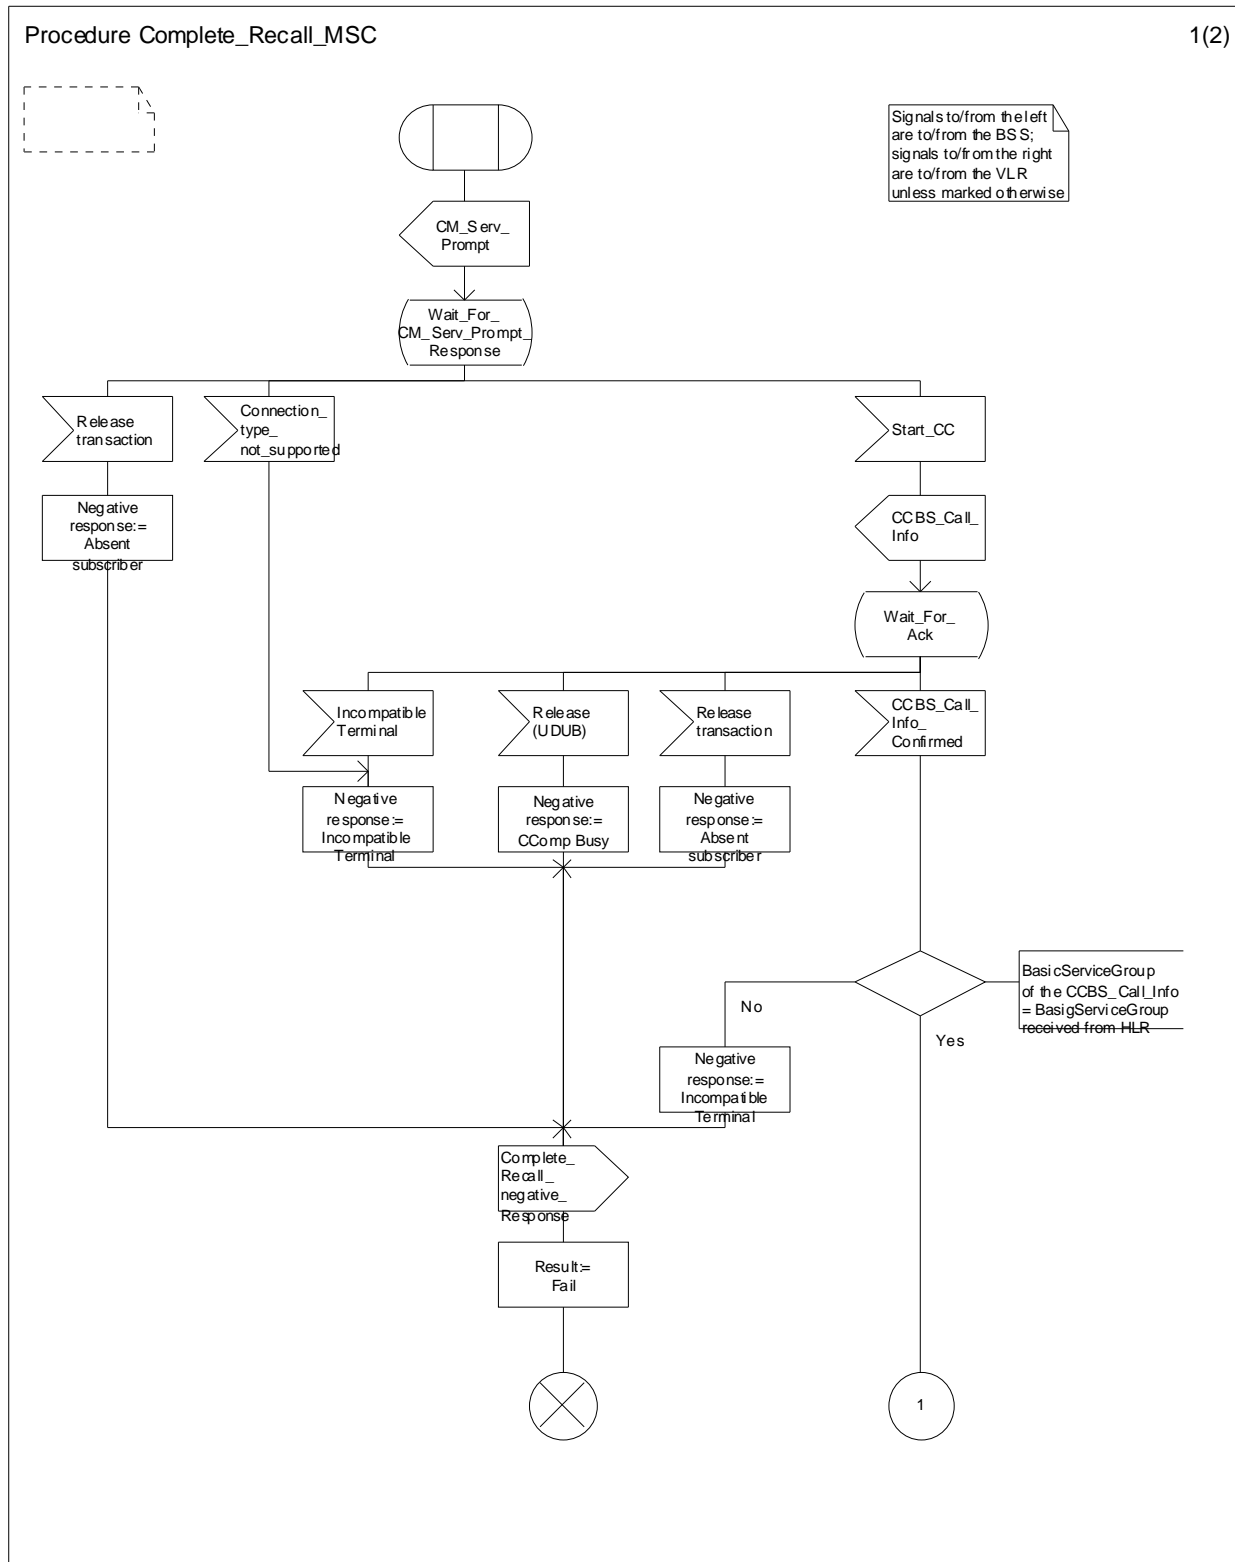 Procedure Complete_Recall_MSC
1(2)
Signals to/from the left
are to/from the BSS;
signals to/from the right
are to/from the VLR
unless marked otherwise
CM_Serv_
Prompt
Wait_For_
CM_Serv_Prompt_
Response
Release
transaction
Connection_
type_
not_supported
Start_CC
Negative
response:=
Absent
subscriber
CCBS_Call_
Info
Wait_For_
Ack
Incompatible
Terminal
Release
(UDUB)
Release
transaction
CCBS_Call_
Info_
Confirmed
Negative
response:=
Incompatible
Terminal
Negative
response:=
CComp Busy
Negative
response:=
Absent
subscriber
BasicServiceGroup
of the CCBS_Call_Info
= BasigServiceGroup
received from HLR
No
Yes
Negative
response:=
Incompatible
Terminal
Complete_
Recall_
negative_
Response
Result:=
Fail
1